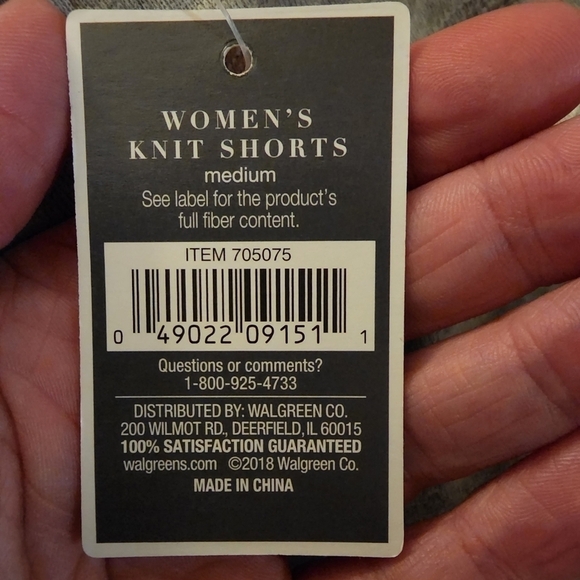 WOMEN'S
KNIT SHORTS
medium
See label for the product's
full fiber content.
ITEM 705075
0 49022 09151 1
Questions or comments?
1-800-925-4733
DISTRIBUTED BY: WALGREEN CO.
200 WILMOT RD., DEERFIELD, IL 60015
100% SATISFACTION GUARANTEED
walgreens.com ©2018 Walgreen Co.
MADE IN CHINA